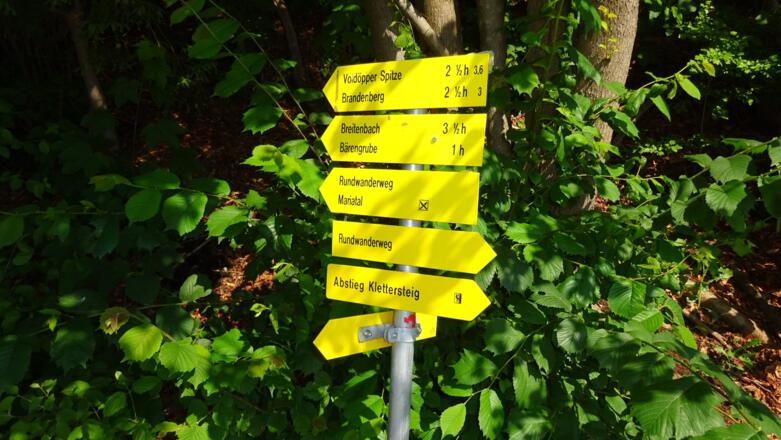 Voldöpper Spitze 2 ½ h 3,6
Brandenberg 2 ½ h 3
Breitenbach 3 ½ h
Bärengrube 1 h
Rundwanderweg
Mariatal
Rundwanderweg
Abstieg Klettersteig